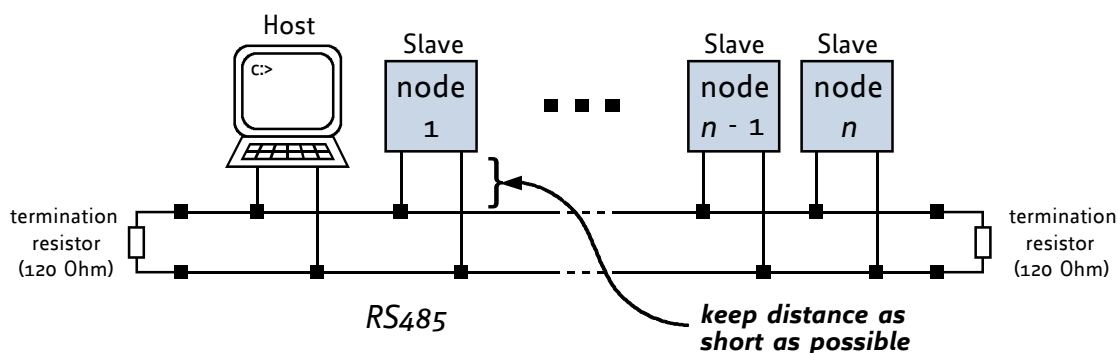 Host
C:>
Slave
node
1
Slave
node
n - 1
Slave
node
n
termination
resistor
(120 Ohm)
termination
resistor
(120 Ohm)
RS485
keep distance as
short as possible